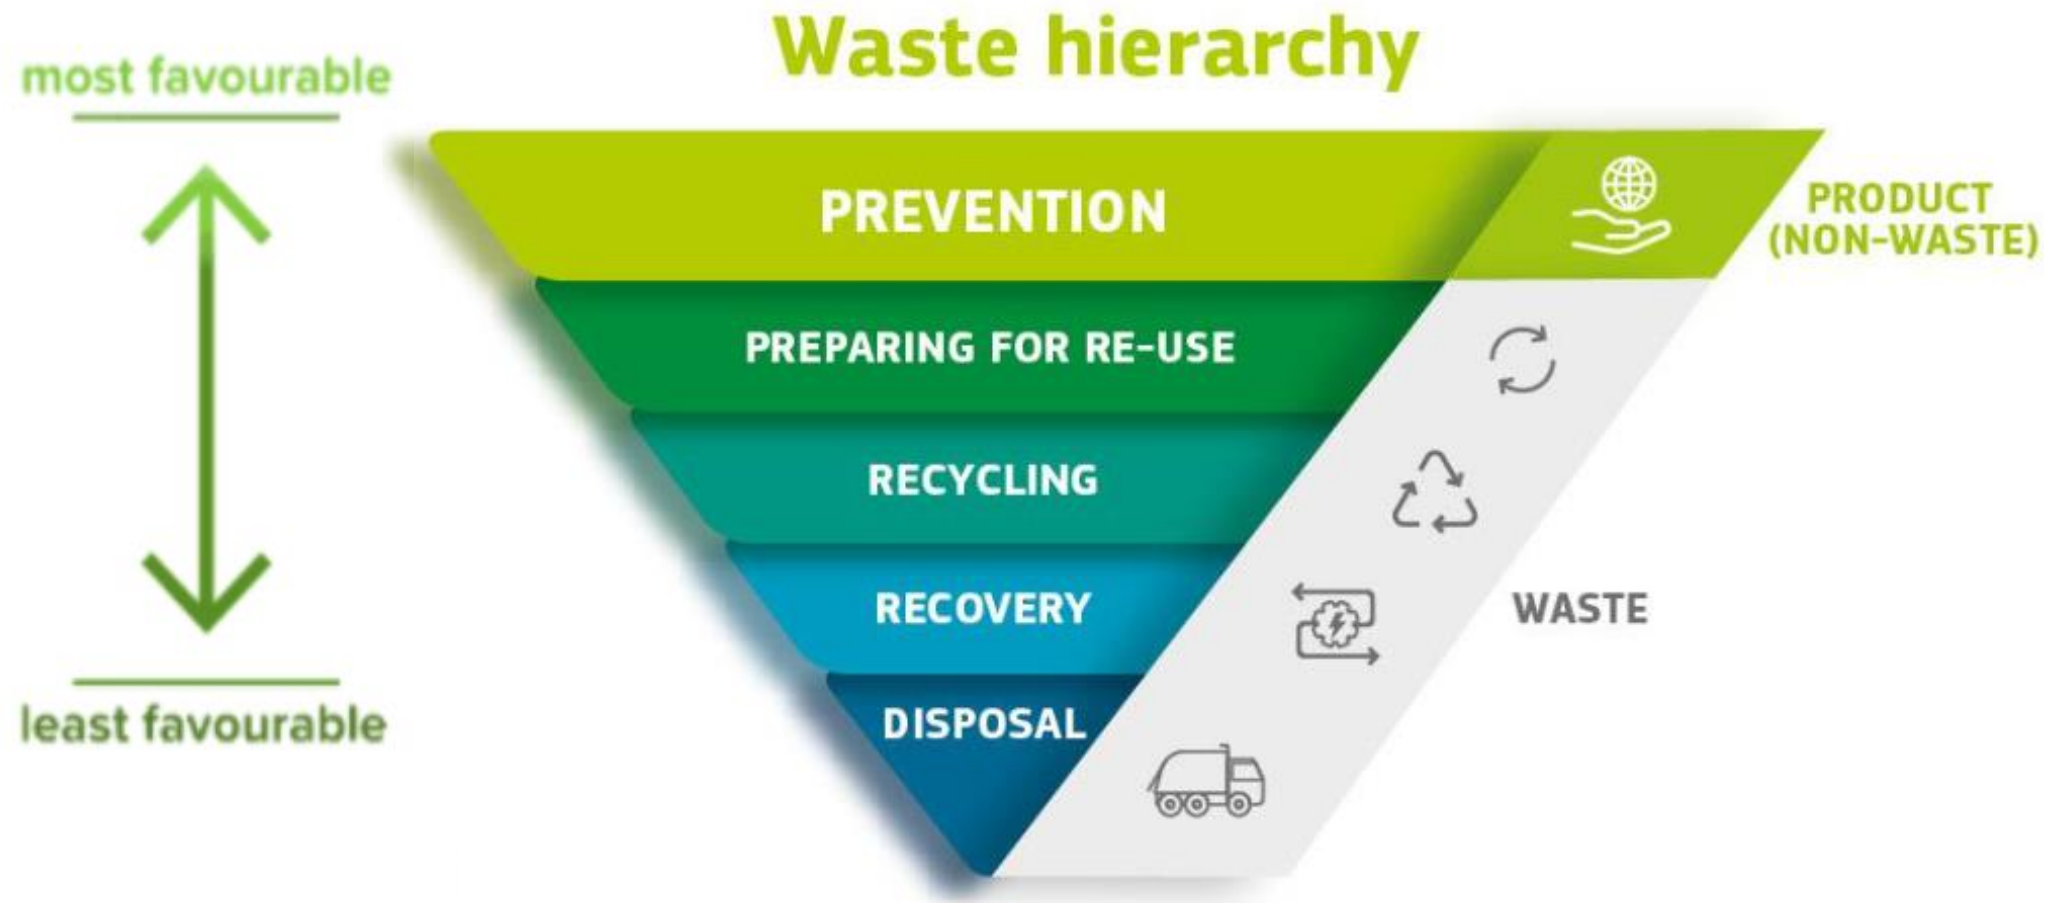 Waste hierarchy
most favourable
PREVENTION
PRODUCT
(NON-WASTE)
PREPARING FOR RE-USE
RECYCLING
RECOVERY
WASTE
DISPOSAL
least favourable